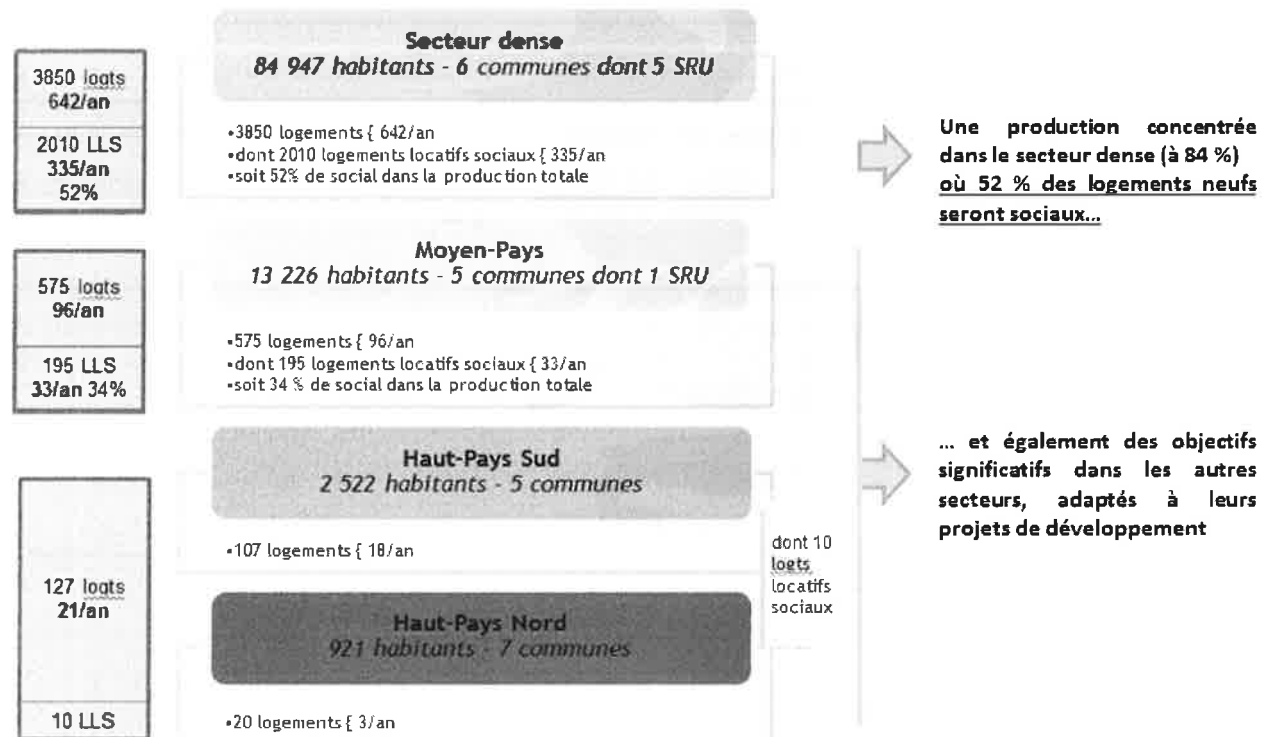 3850 logts
642/an
2010 LLS
335/an
52%
Secteur dense
84 947 habitants - 6 communes dont 5 SRU
•3850 logements { 642/an
•dont 2010 logements locatifs sociaux { 335/an
•soit 52% de social dans la production totale
Une production concentrée
dans le secteur dense (à 84 %)
où 52 % des logements neufs
seront sociaux...
575 logts
96/an
195 LLS
33/an 34%
Moyen-Pays
13 226 habitants - 5 communes dont 1 SRU
•575 logements { 96/an
•dont 195 logements locatifs sociaux { 33/an
•soit 34 % de social dans la production totale
127 logts
21/an
10 LLS
Haut-Pays Sud
2 522 habitants - 5 communes
•107 logements { 18/an
Haut-Pays Nord
921 habitants - 7 communes
•20 logements { 3/an
dont 10
logts
locatifs
sociaux
... et également des objectifs
significatifs dans les autres
secteurs, adaptés à leurs
projets de développement